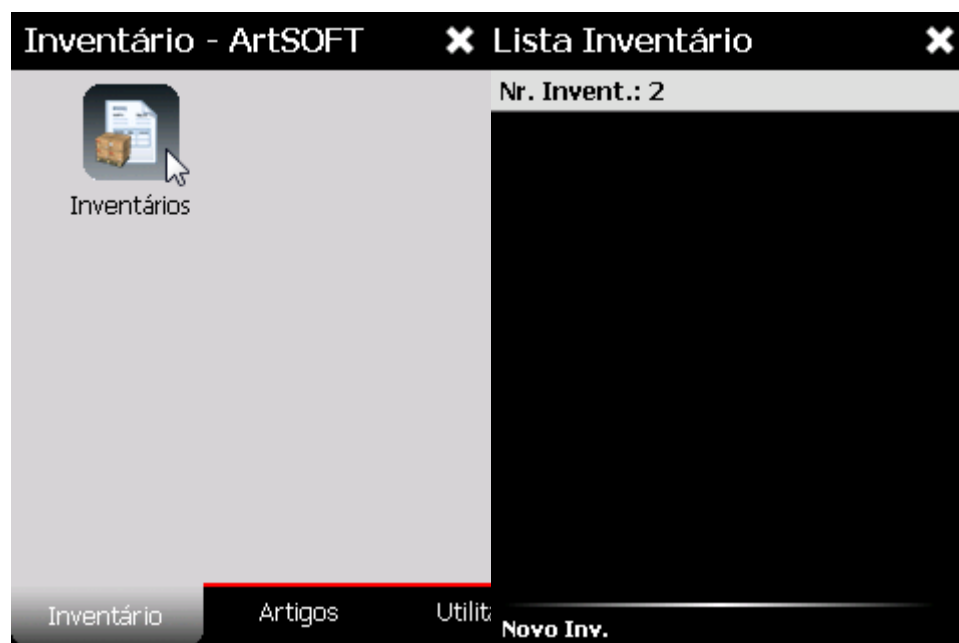 Inventário - ArtSOFT
Inventários
Inventário
Artigos
Utilit
Lista Inventário
Nr. Invent.: 2
Novo Inv.